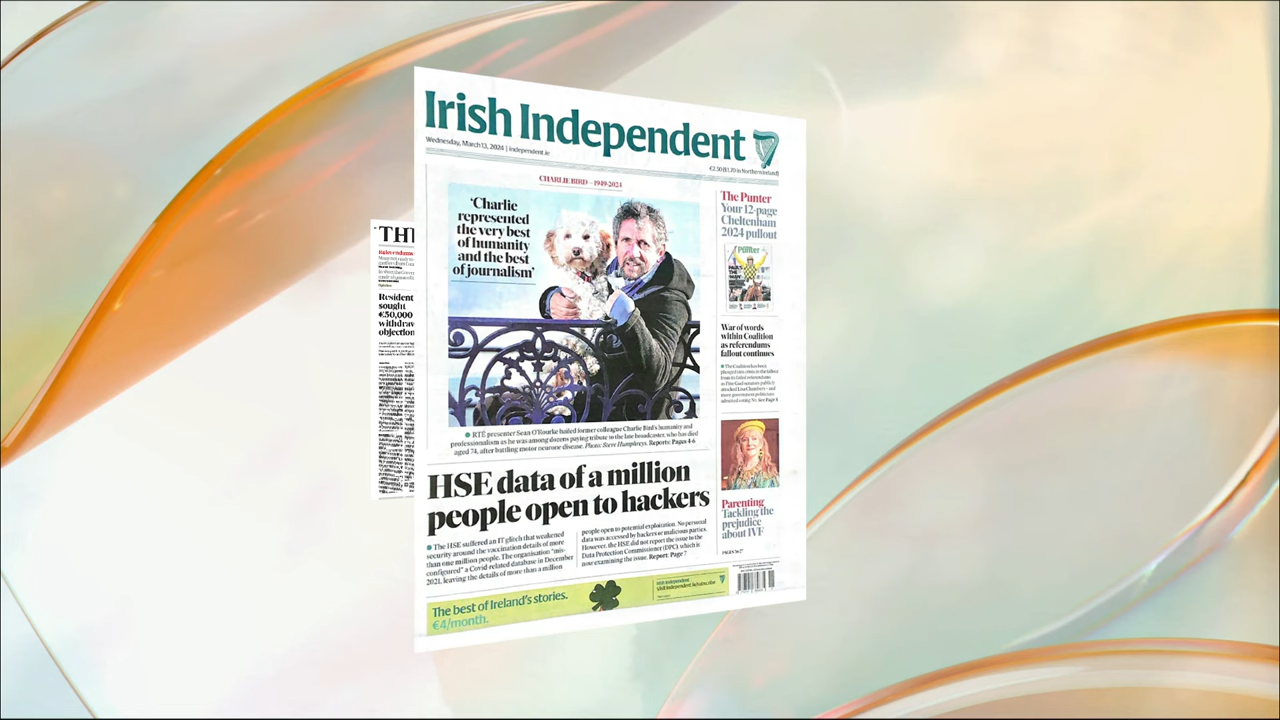 Irish Independent
Wednesday, March 13, 2024 | Independent.ie
CHARLIE BIRD – 1949-2024
‘Charlie
represented
the very best
of humanity
and the best
of journalism’
● RTÉ presenter Sean O'Rourke hailed former colleague Charlie Bird's humanity and
professionalism as he was among dozens paying tribute to the late broadcaster, who has died
aged 74, after battling motor neurone disease. Photo: Steve Humphreys. Reports: Pages 4-6
HSE data of a million
people open to hackers
● The HSE suffered an IT glitch that weakened
security around the vaccination details of more
than one million people. The organisation “mis-
configured” a Covid-related database in December
2021, leaving the details of more than a million
people open to potential exploitation. No personal
data was accessed by hackers or malicious parties.
However, the HSE did not report the issue to the
Data Protection Commissioner (DPC), which is
now examining the issue. Report: Page 7
The Punter
Your 12-page
Cheltenham
2024 pullout
Punter
War of words
within Coalition
as referendums
fallout continues
● The Coalition has been
Parenting
Tackling the
prejudice
about IVF
The best of Ireland's stories.
€4/month.
TH
Resident
sought
€50,000
withdraw
objection